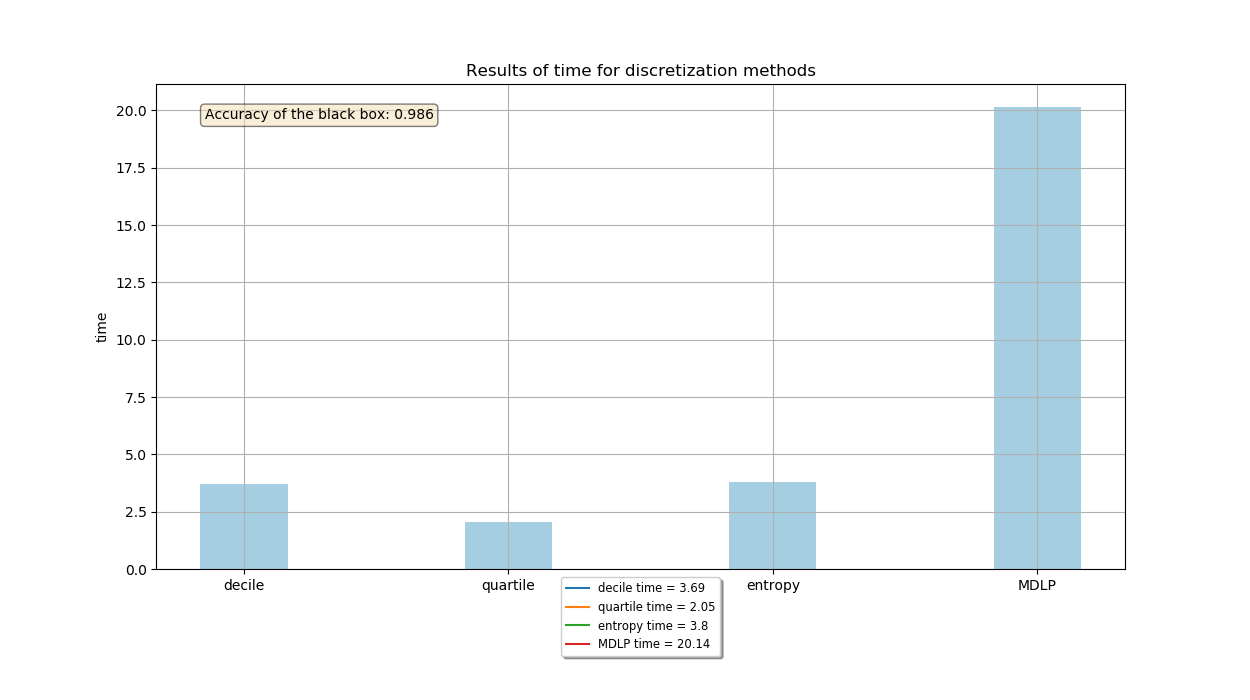 Results of time for discretization methods
Accuracy of the black box: 0.986
20.0
17.5
15.0
12.5
10.0
7.5
5.0
2.5
0.0
time
decile quartile entropy MDLP
decile time = 3.69
quartile time = 2.05
entropy time = 3.8
MDLP time = 20.14